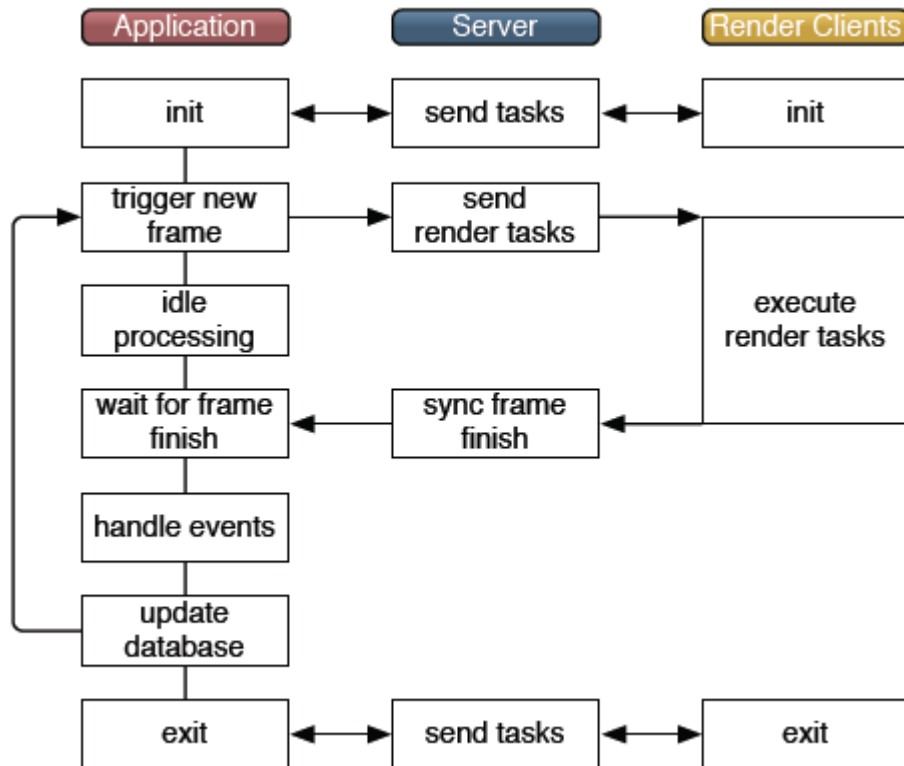 Application
Server
Render Clients
init
send tasks
init
trigger new
frame
send
render tasks
idle
processing
execute
render tasks
wait for frame
finish
sync frame
finish
handle events
update
database
exit
send tasks
exit